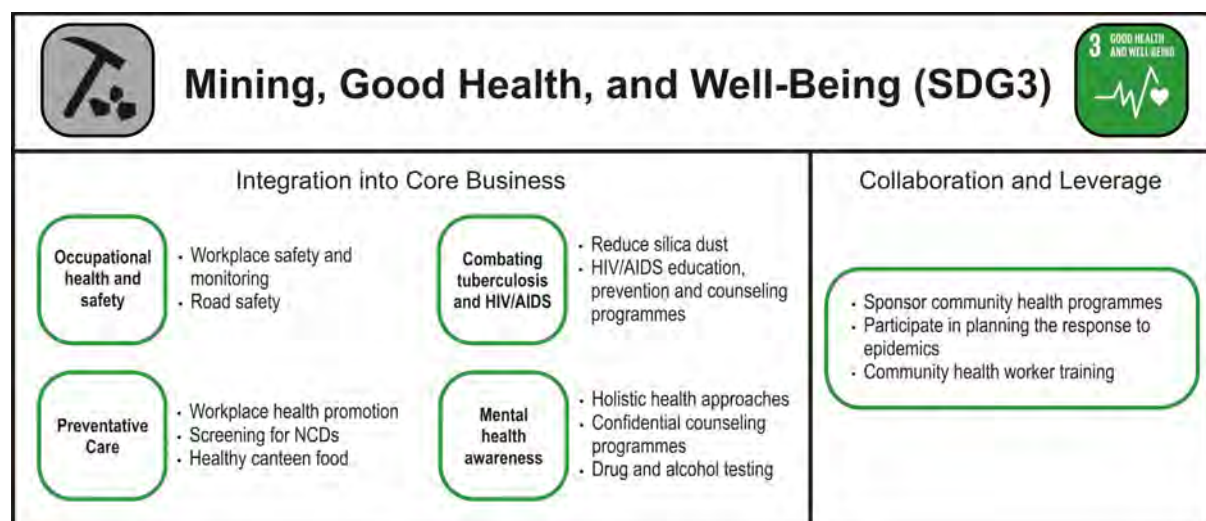 Mining, Good Health, and Well-Being (SDG3)
3 GOOD HEALTH
AND WELL-BEING
Integration into Core Business
Occupational
health and
safety
• Workplace safety and
monitoring
• Road safety
Combating
tuberculosis
and HIV/AIDS
• Reduce silica dust
• HIV/AIDS education,
prevention and counseling
programmes
Preventative
Care
• Workplace health promotion
• Screening for NCDs
• Healthy canteen food
Mental
health
awareness
• Holistic health approaches
• Confidential counseling
programmes
• Drug and alcohol testing
Collaboration and Leverage
• Sponsor community health programmes
• Participate in planning the response to
epidemics
• Community health worker training